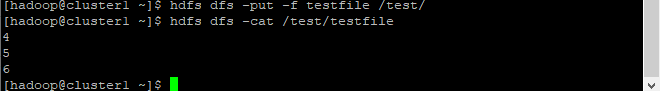 [hadoop@cluster1 ~]$ hdfs dfs -put -f testfile /test/
[hadoop@cluster1 ~]$ hdfs dfs -cat /test/testfile
4
5
6
[hadoop@cluster1 ~]$